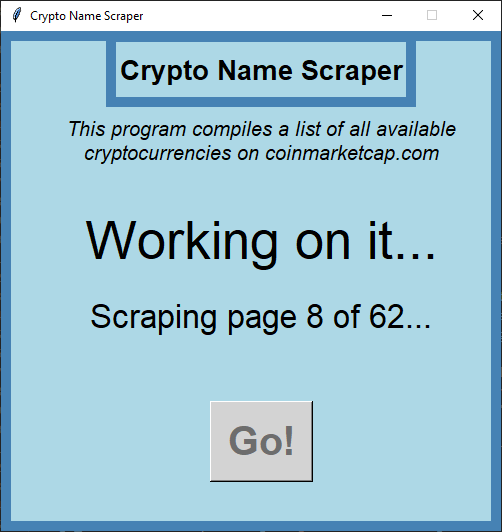 Crypto Name Scraper
Crypto Name Scraper
This program compiles a list of all available
cryptocurrencies on coinmarketcap.com
Working on it...
Scraping page 8 of 62...
Go!